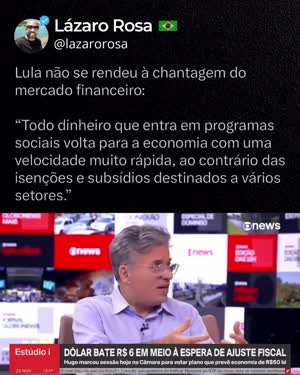 Lázaro Rosa
@lazarorosa
Lula não se rendeu à chantagem do
mercado financeiro:
“Todo dinheiro que entra em programas
sociais volta para a economia com uma
velocidade muito rápida, ao contrário das
isenções e subsídios destinados a vários
setores.”
news
Estúdio i
DÓLAR BATE R$ 6 EM MEIO À ESPERA DE AJUSTE FISCAL
Hugo marcou sessão hoje na Câmara para votar plano que prevê economia de R$50 bi